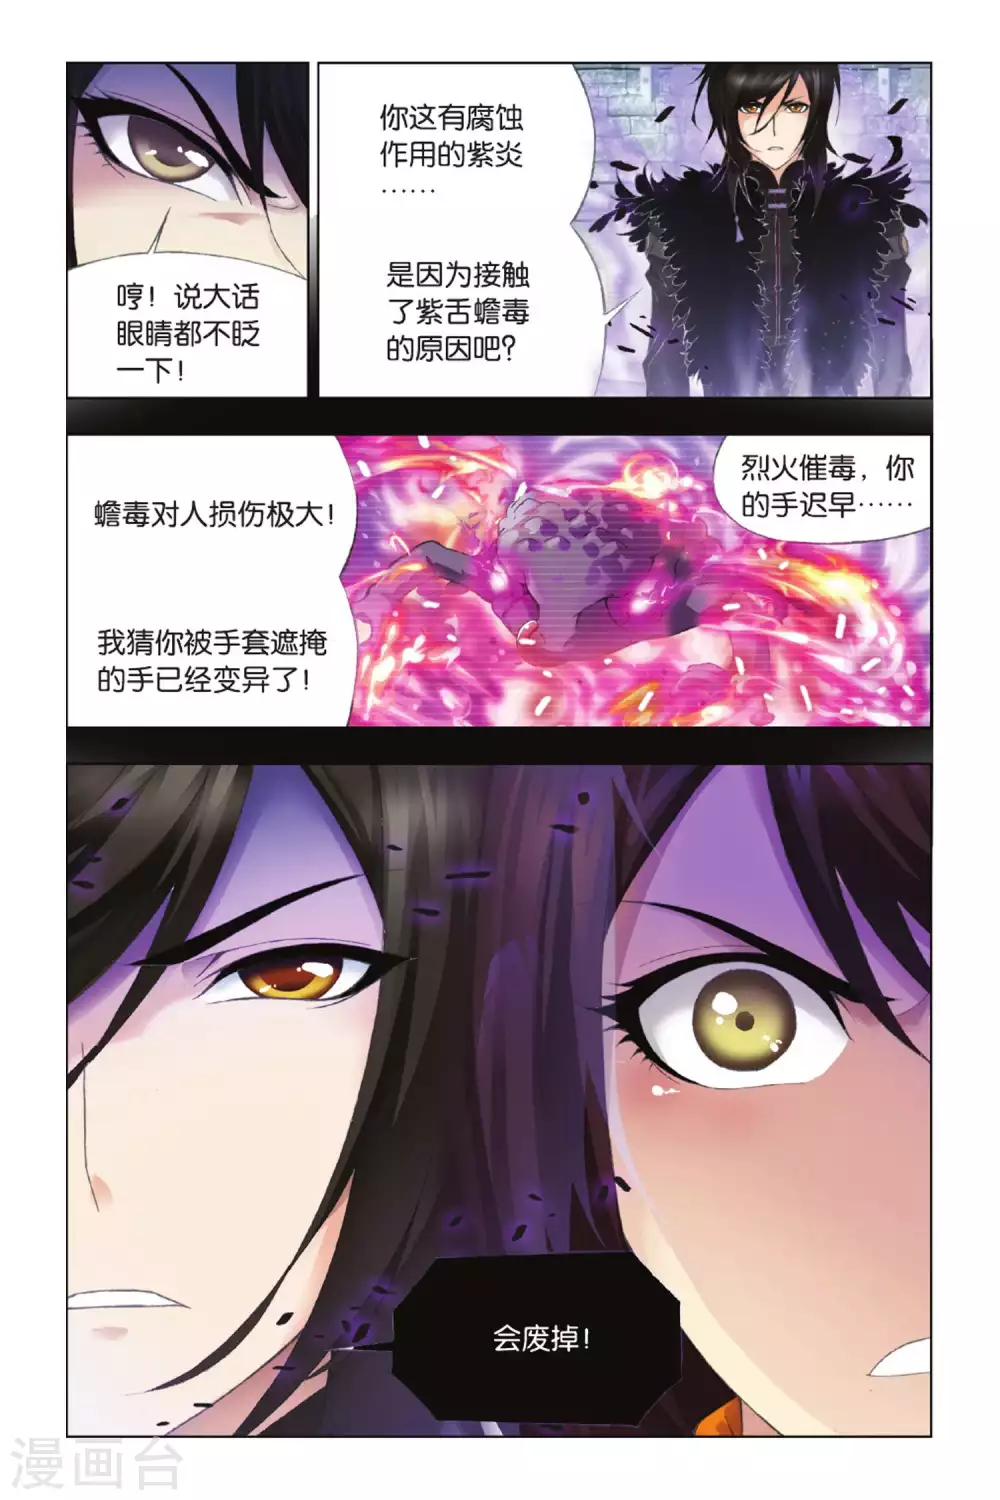 哼！说大话
眼睛都不眨
一下！
你这有腐蚀
作用的紫炎
……
是因为接触
了紫舌蟾毒
的原因吧？
蟾毒对人损伤极大！
我猜你被手套遮掩
的手已经变异了！
烈火催毒，你
的手迟早……
会废掉！
漫画台